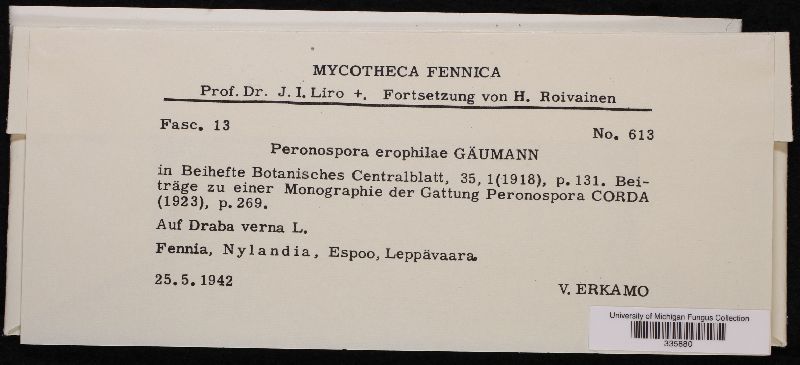 MYCOTHECA FENNICA
Prof. Dr. J. I. Liro +. Fortsetzung von H. Roivainen
Fasc. 13
No. 613
Peronospora erophilae GÄUMANN
in Beihefte Botanisches Centralblatt, 35, 1(1918), p. 131. Bei-
träge zu einer Monographie der Gattung Peronospora CORDA
(1923), p. 269.
Auf Draba verna L.
Fennia, Nylandia, Espoo, Leppävaara.
25. 5. 1942
V. ERKAMO
University of Michigan Fungus Collection
335880